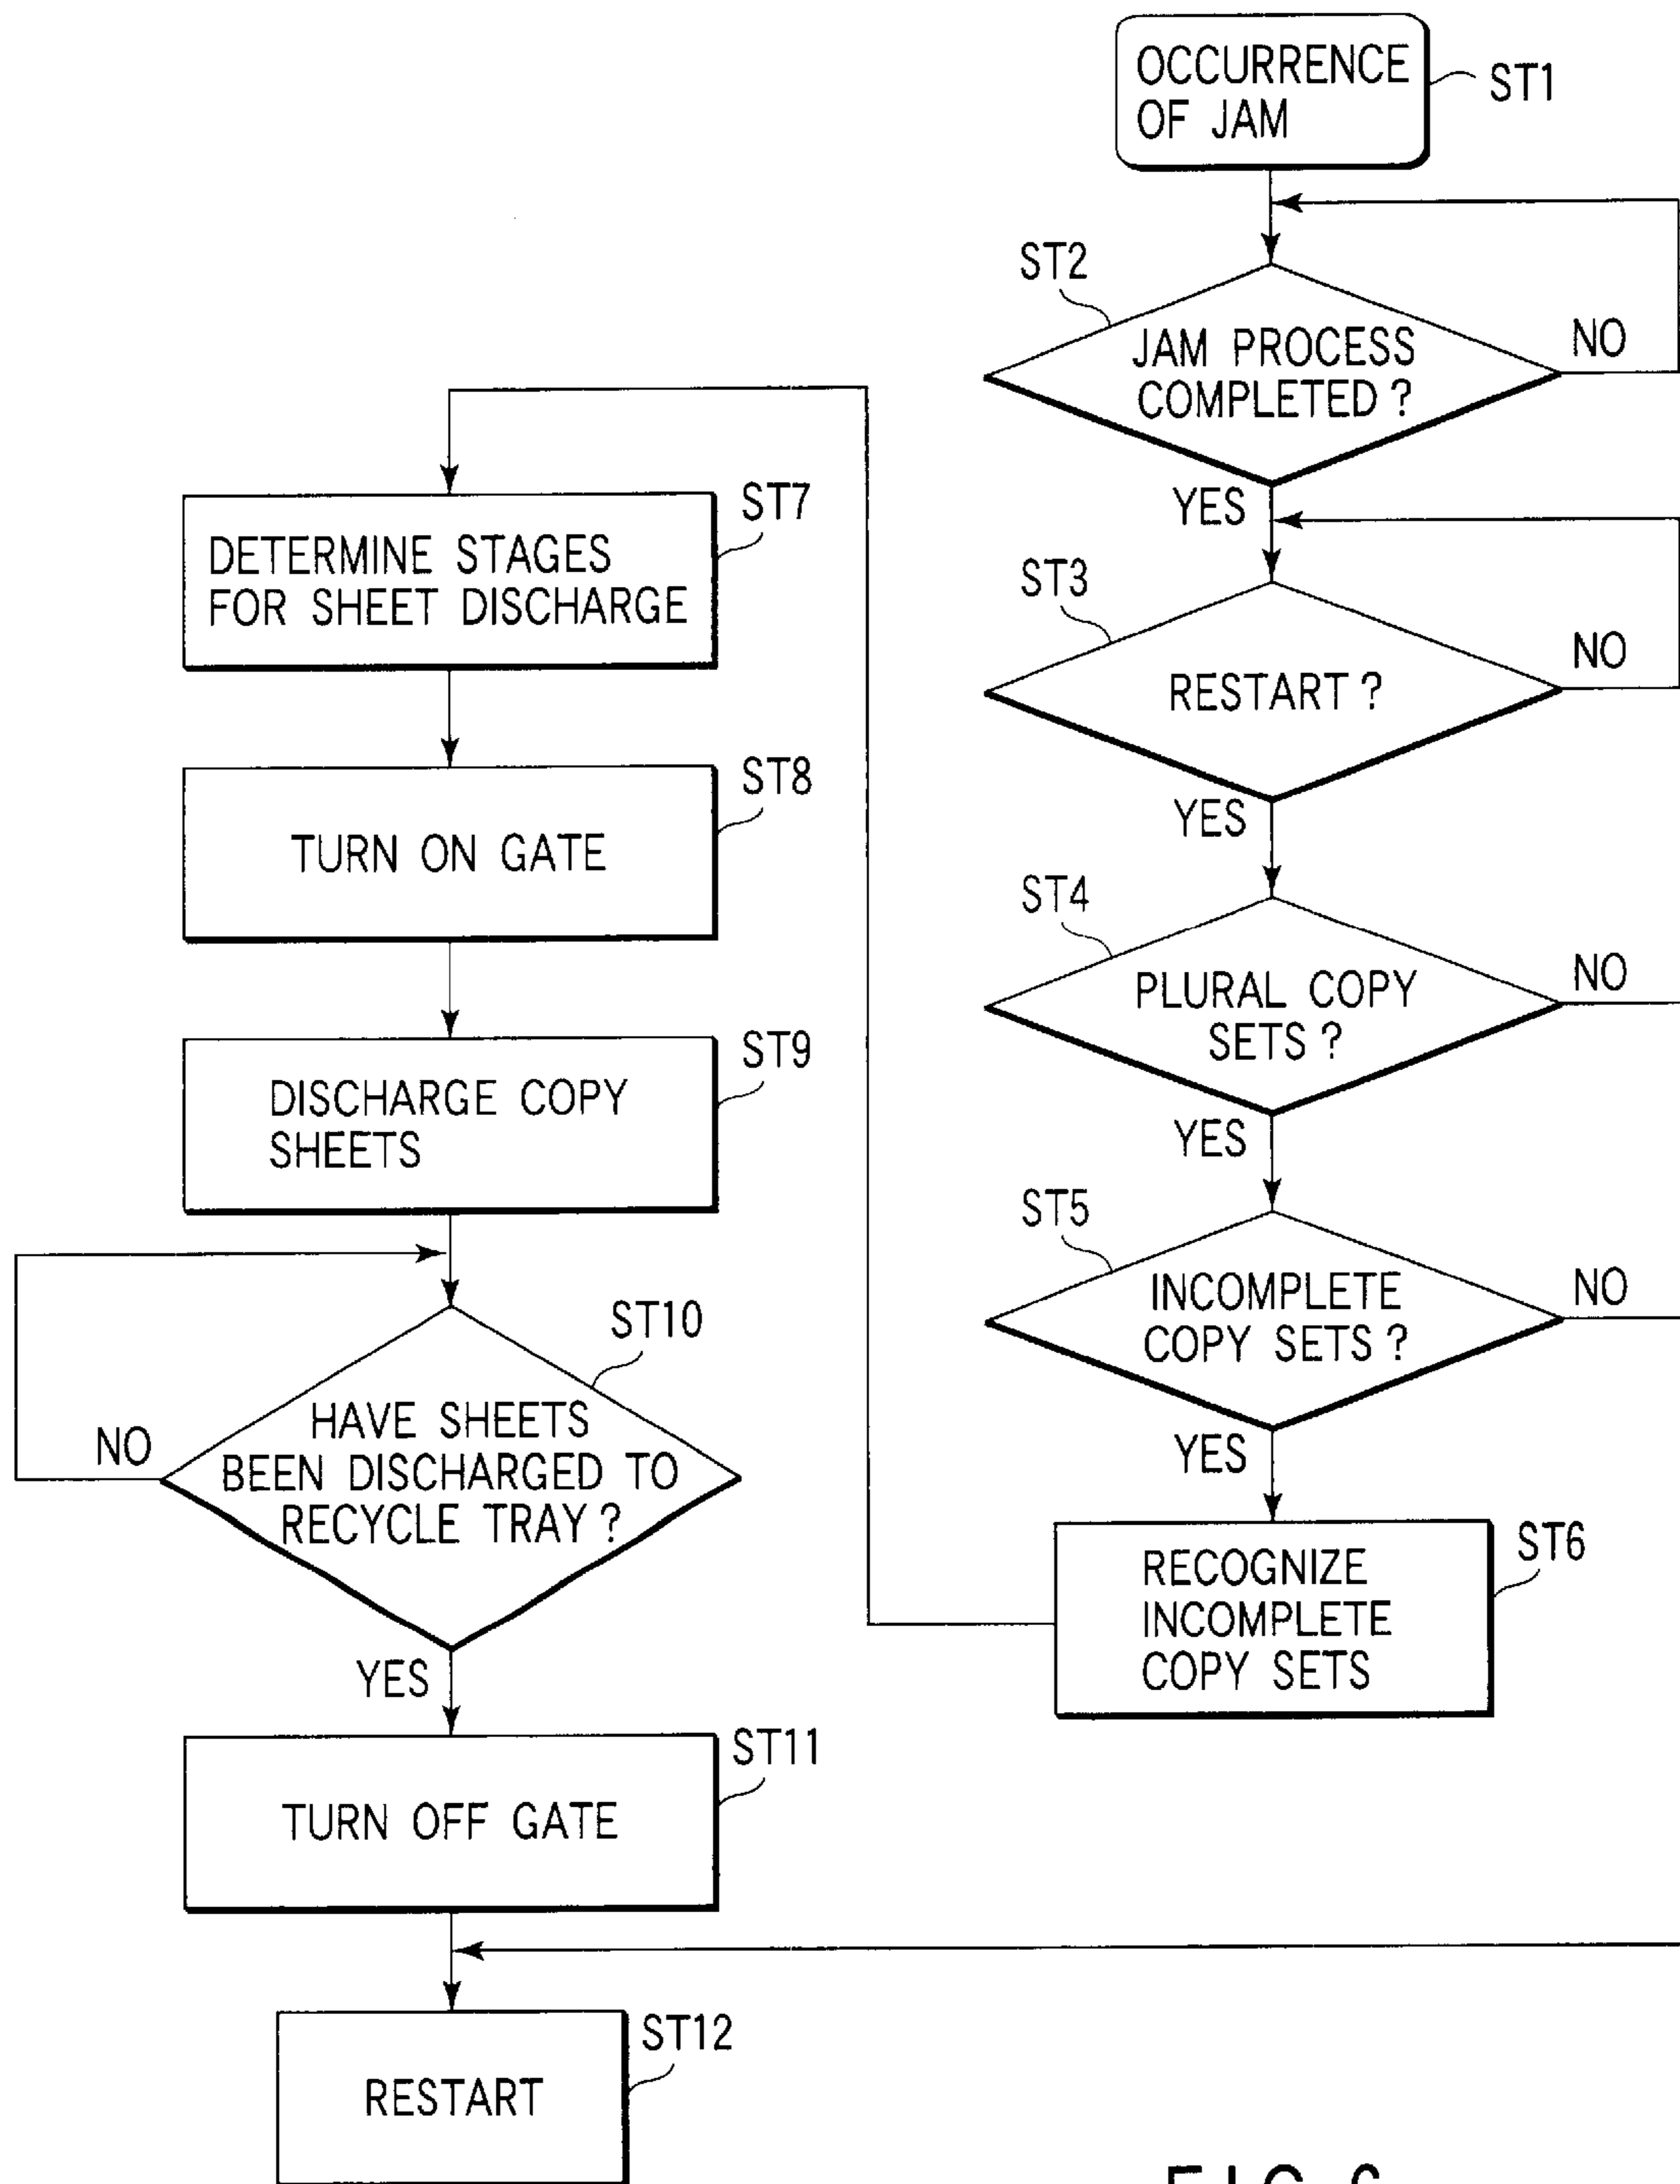 OCCURRENCE
OF JAM
ST1
ST2
JAM PROCESS
COMPLETED ?
NO
YES
ST3
RESTART ?
NO
YES
ST4
PLURAL COPY
SETS ?
NO
YES
ST5
INCOMPLETE
COPY SETS ?
NO
YES
ST6
RECOGNIZE
INCOMPLETE
COPY SETS
ST7
DETERMINE STAGES
FOR SHEET DISCHARGE
ST8
TURN ON GATE
ST9
DISCHARGE COPY
SHEETS
ST10
HAVE SHEETS
BEEN DISCHARGED TO
RECYCLE TRAY ?
NO
YES
ST11
TURN OFF GATE
ST12
RESTART
FIG. 6